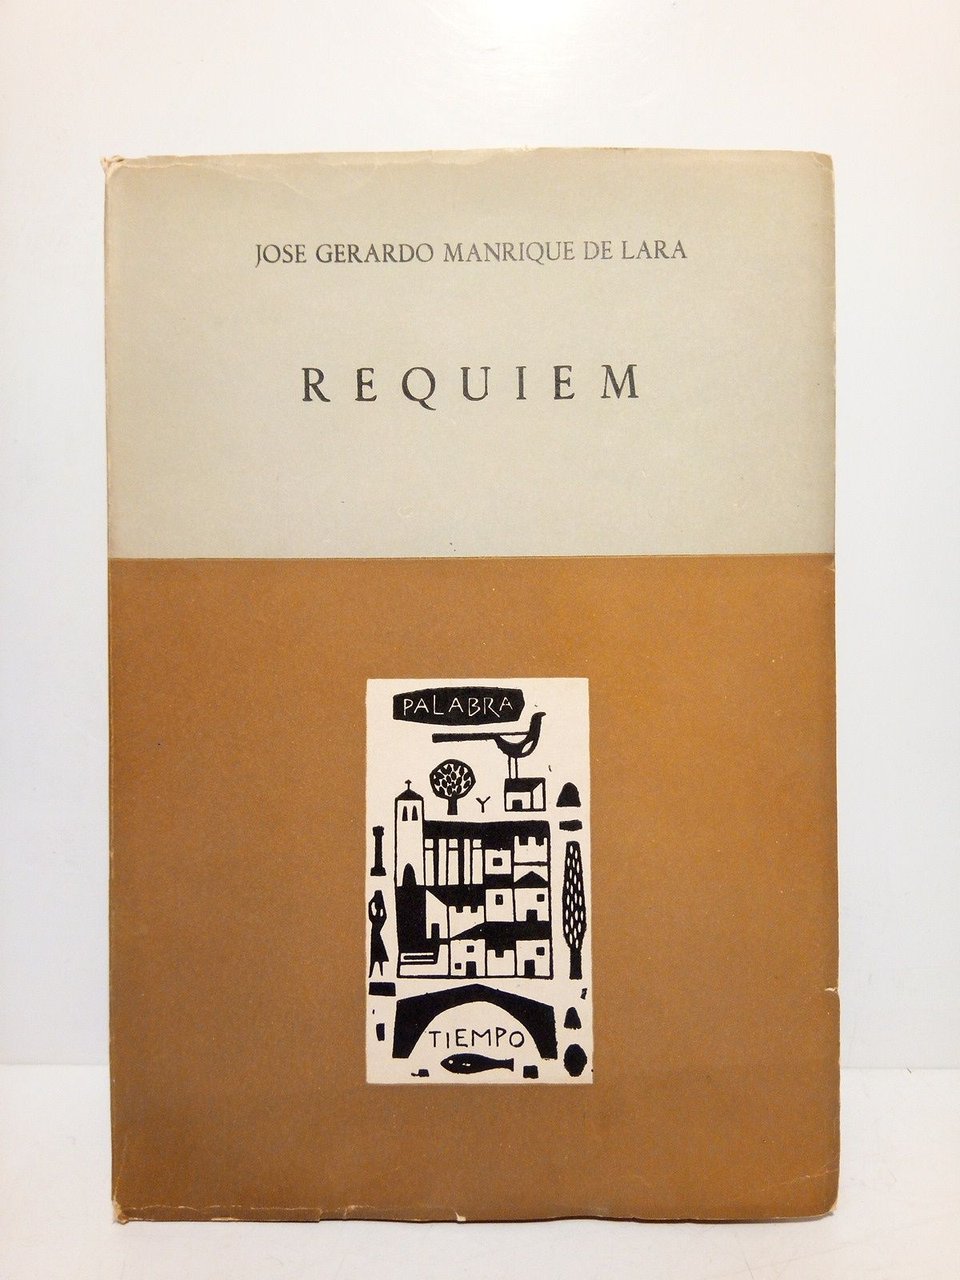 JOSE GERARDO MANRIQUE DE LARA
REQUIEM
PALABRA
Y
TIEMPO